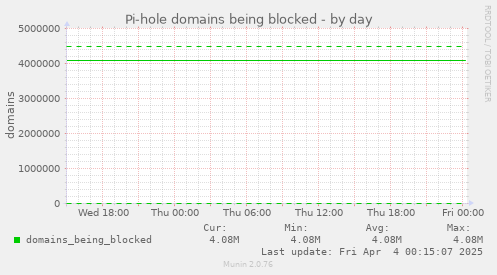 Pi-hole domains being blocked - by day
RRDTOOL / TOBI OETIKER
5000000
4000000
3000000
2000000
1000000
0
domains
Wed 18:00 Thu 00:00 Thu 06:00 Thu 12:00 Thu 18:00 Fri 00:00
Cur: Min: Avg: Max:
domains_being_blocked 4.08M 4.08M 4.08M 4.08M
Last update: Fri Apr 4 00:15:07 2025
Munin 2.0.76